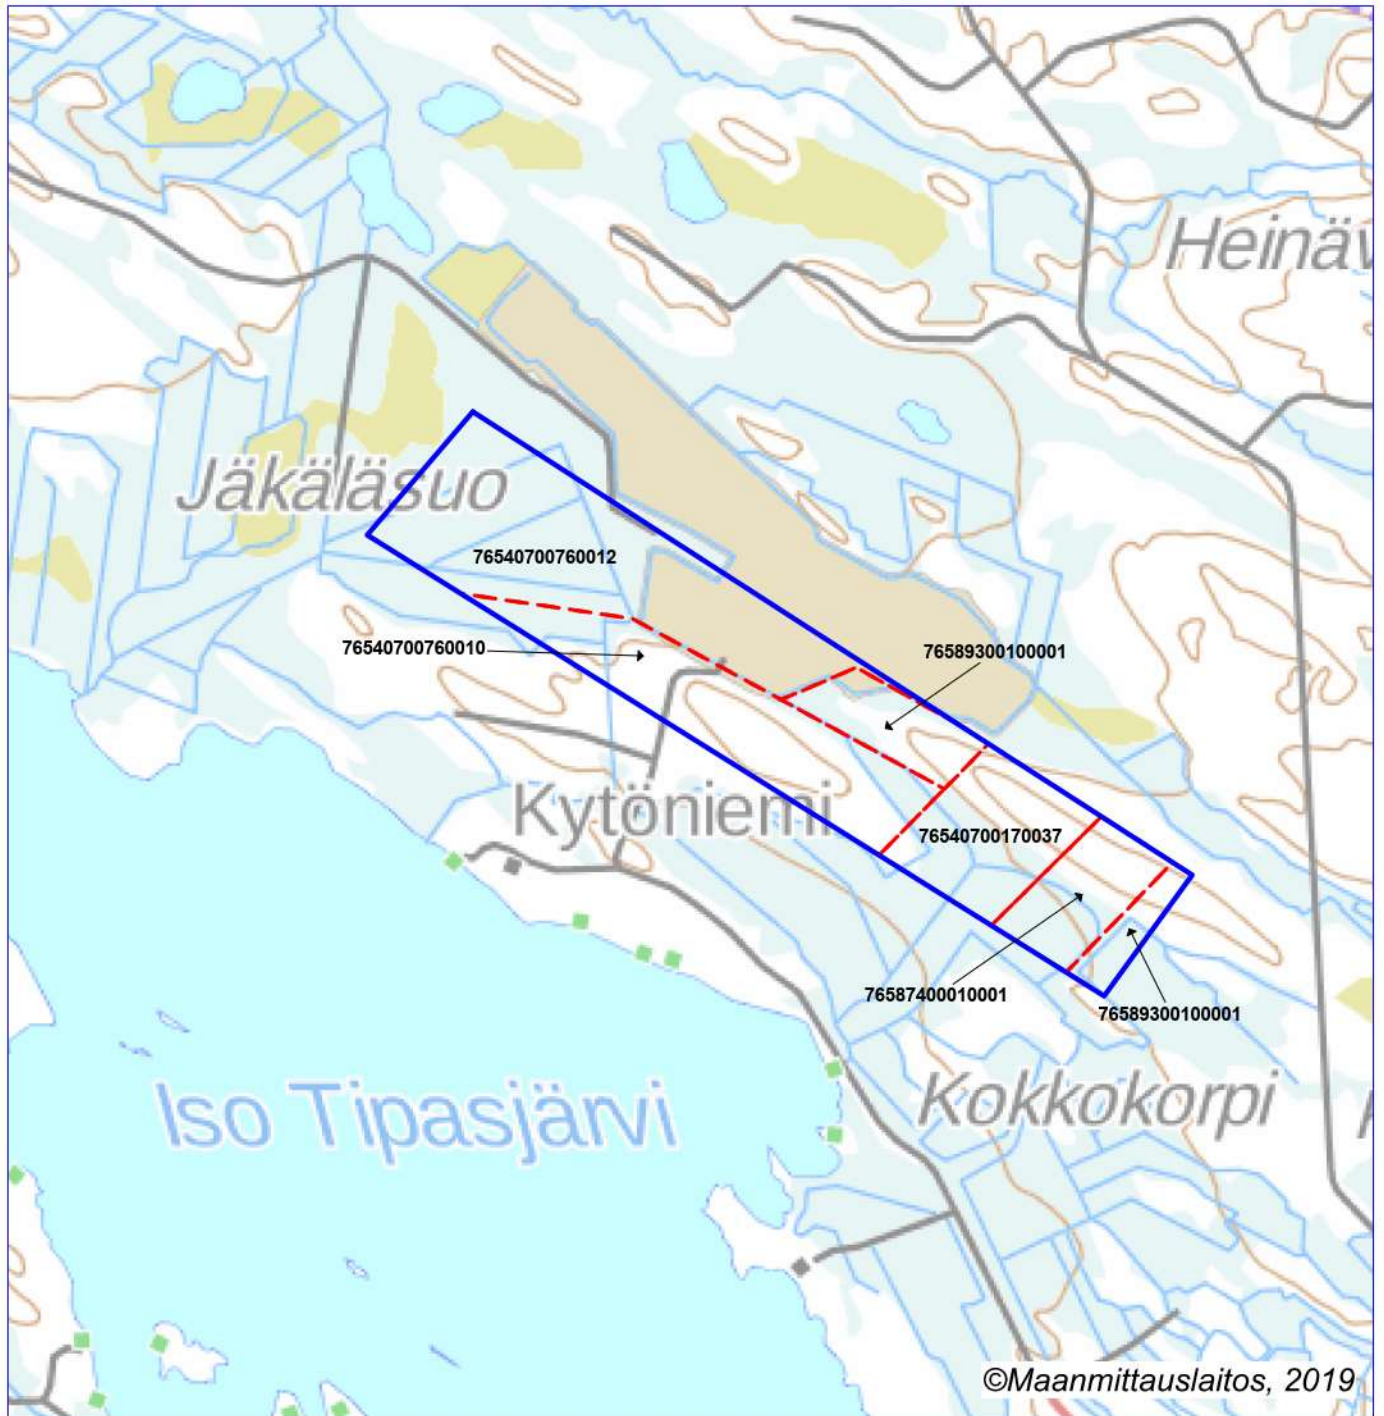 Heinäv
Jäkäläsuo
76540700760012
76540700760010
76589300100001
Kytöniemi
76540700170037
76587400010001
76589300100001
Iso Tipasjärvi
Kokkokorpi
©Maanmittauslaitos, 2019